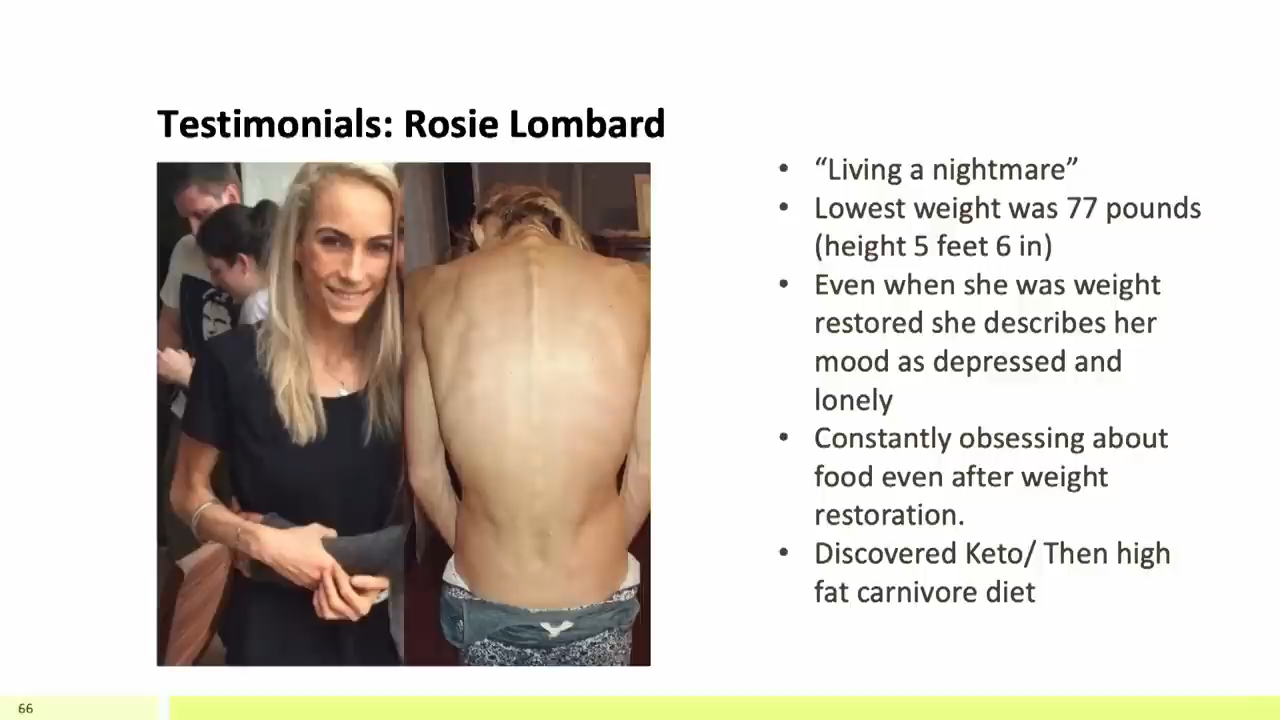 Testimonials: Rosie Lombard
• “Living a nightmare”
• Lowest weight was 77 pounds
(height 5 feet 6 in)
• Even when she was weight
restored she describes her
mood as depressed and
lonely
• Constantly obsessing about
food even after weight
restoration.
• Discovered Keto/ Then high
fat carnivore diet
66